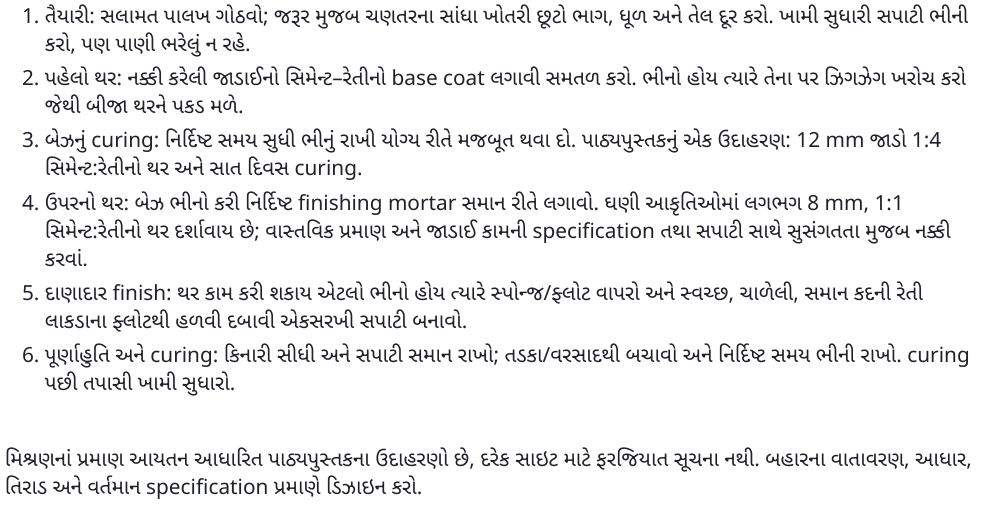 1. તૈયારી: સલામત પાલખ ગોઠવો; જરૂર મુજબ ચણતરના સાંધા ખોતરી છૂટો ભાગ, ધૂળ અને તેલ દૂર કરો. ખામી સુધારી સપાટી ભીની
કરો, પણ પાણી ભરેલું ન રહે.
2. પહેલો થર: નક્કી કરેલી જાડાઈનો સિમેન્ટ–રેતીનો base coat લગાવી સમતળ કરો. ભીનો હોય ત્યારે તેના પર ઝિગઝેગ ખરોચ કરો
જેથી બીજા થરને પકડ મળે.
3. બેઝનું curing: નિર્દિષ્ટ સમય સુધી ભીનું રાખી યોગ્ય રીતે મજબૂત થવા દો. પાઠ્યપુસ્તકનું એક ઉદાહરણ: 12 mm જાડો 1:4
સિમેન્ટ:રેતીનો થર અને સાત દિવસ curing.
4. ઉપરનો થર: બેઝ ભીનો કરી નિર્દિષ્ટ finishing mortar સમાન રીતે લગાવો. ઘણી આકૃતિઓમાં લગભગ 8 mm, 1:1
સિમેન્ટ:રેતીનો થર દર્શાવાય છે; વાસ્તવિક પ્રમાણ અને જાડાઈ કામની specification તથા સપાટી સાથે સુસંગતતા મુજબ નક્કી
કરવાં.
5. દાણાદાર finish: થર કામ કરી શકાય એટલો ભીનો હોય ત્યારે સ્પોન્જ/ફ્લોટ વાપરો અને સ્વચ્છ, ચાળેલી, સમાન કદની રેતી
લાકડાના ફ્લોટથી હળવી દબાવી એકસરખી સપાટી બનાવો.
6. પૂર્ણાહુતિ અને curing: કિનારી સીધી અને સપાટી સમાન રાખો; તડકા/વરસાદથી બચાવો અને નિર્દિષ્ટ સમય ભીની રાખો. curing
પછી તપાસી ખામી સુધારો.
મિશ્રણનાં પ્રમાણ આયતન આધારિત પાઠ્યપુસ્તકના ઉદાહરણો છે, દરેક સાઇટ માટે ફરજિયાત સૂચના નથી. બહારના વાતાવરણ, આધાર,
તિરાડ અને વર્તમાન specification પ્રમાણે ડિઝાઇન કરો.